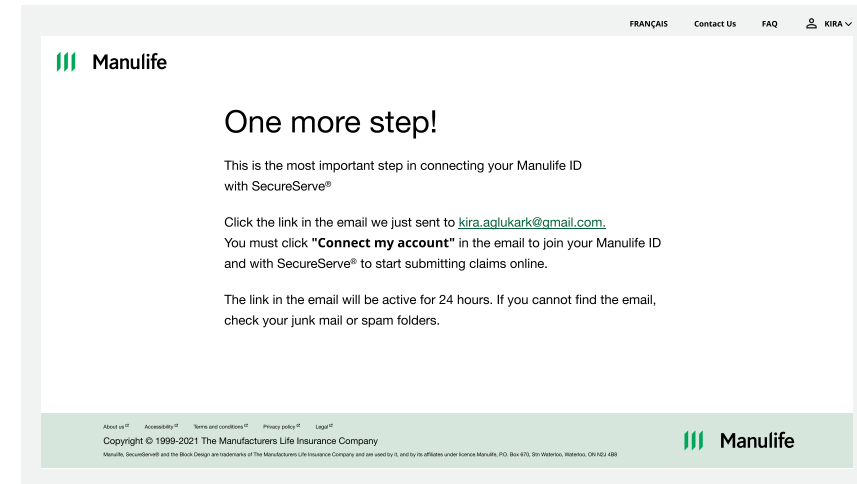 FRANÇAIS Contact Us FAQ KIRA
Manulife
One more step!
This is the most important step in connecting your Manulife ID
with SecureServe®
Click the link in the email we just sent to kira.aglukark@gmail.com.
You must click "Connect my account" in the email to join your Manulife ID
and with SecureServe® to start submitting claims online.
The link in the email will be active for 24 hours. If you cannot find the email,
check your junk mail or spam folders.
About us Accessibility Terms and conditions Privacy policy Legal
Copyright © 1999-2021 The Manufacturers Life Insurance Company
Manulife, SecureServe® and the Block Design are trademarks of The Manufacturers Life Insurance Company and are used by it, and by its affiliates under licence.Manulife, P.O. Box 670, Stn Waterloo, Waterloo, ON N2J 4B8
Manulife